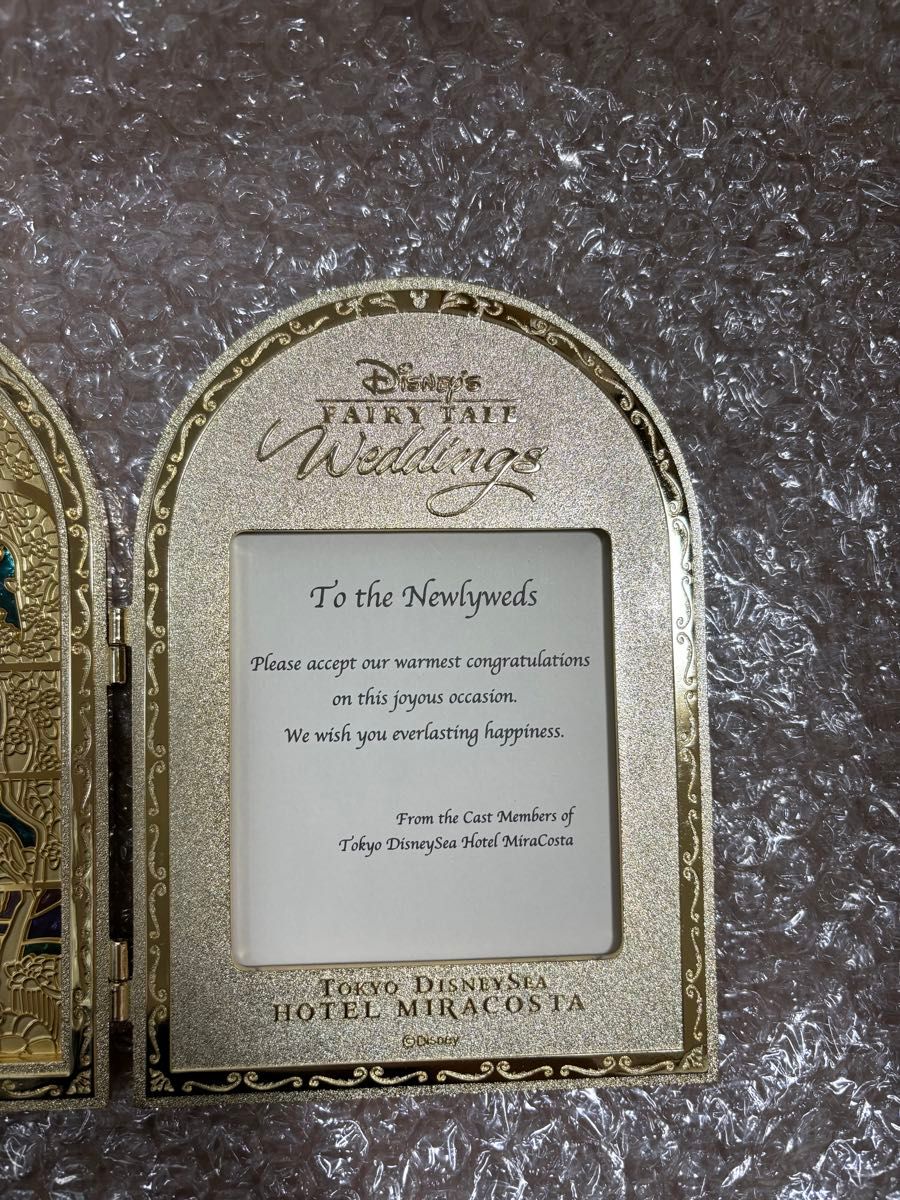 Disney's
FAIRY TALE
Weddings
To the Newlyweds
Please accept our warmest congratulations
on this joyous occasion.
We wish you everlasting happiness.
From the Cast Members of
Tokyo DisneySea Hotel MiraCosta
TOKYO DISNEYSEA
HOTEL MIRACOSTA
©Disney